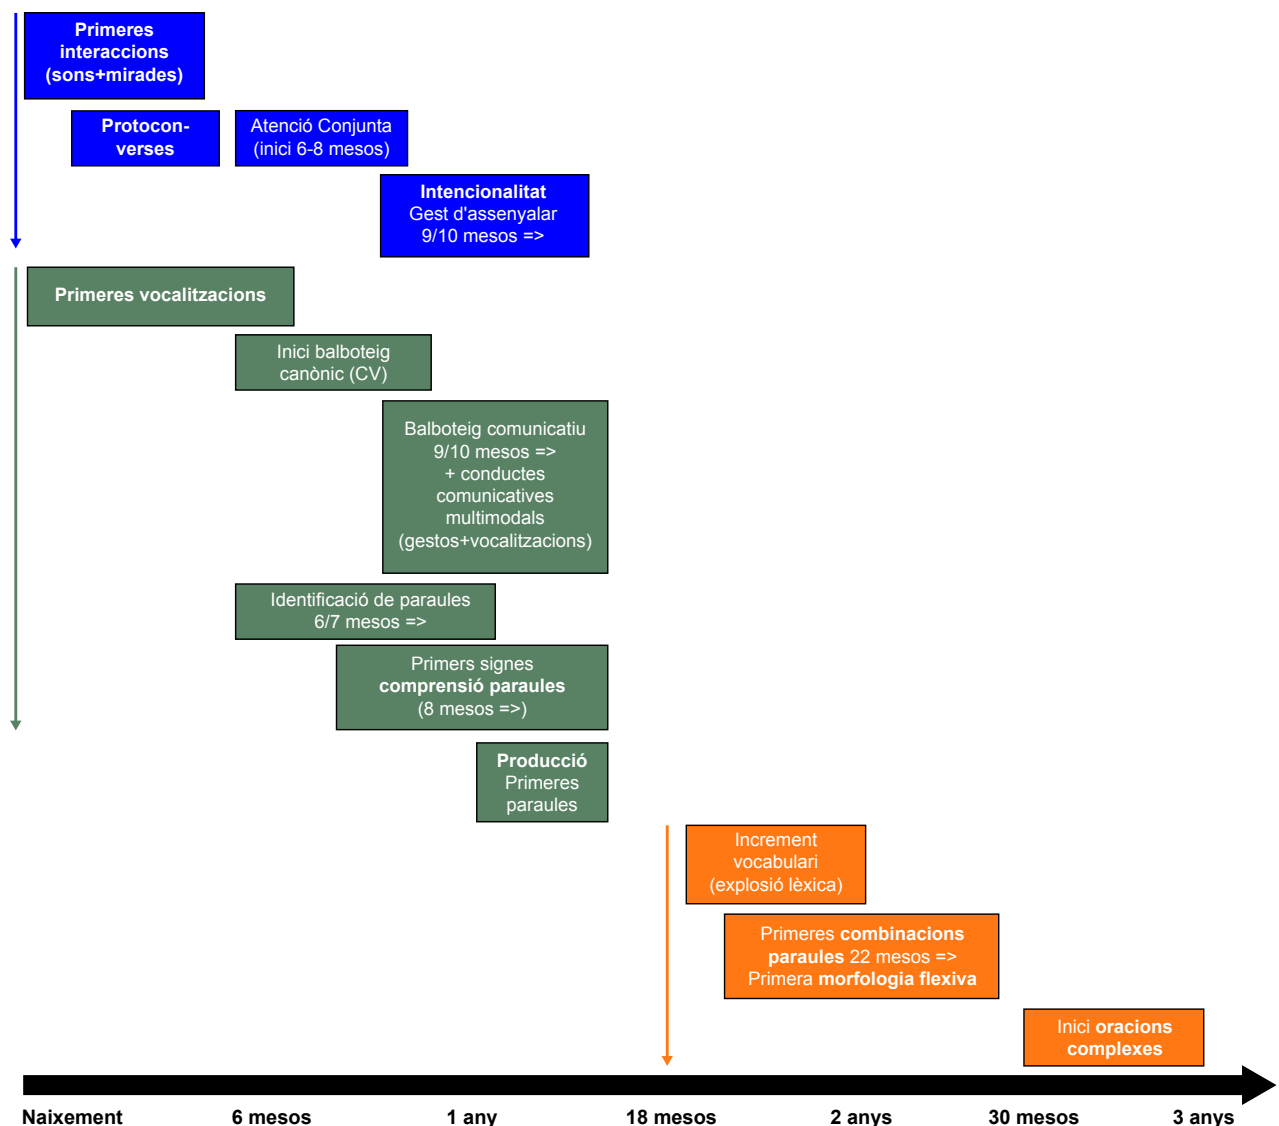 Primeres
interaccions
(sons+mirades)
Protocon-
verses
Atenció Conjunta
(inici 6-8 mesos)
Intencionalitat
Gest d'assenyalar
9/10 mesos =>
Primeres vocalitzacions
Inici balboteig
canònic (CV)
Balboteig comunicatiu
9/10 mesos =>
+ conductes
comunicatives
multimodals
(gestos+vocalitzacions)
Identificació de paraules
6/7 mesos =>
Primers signes
comprensió paraules
(8 mesos =>)
Producció
Primeres
paraules
Increment
vocabulari
(explosió lèxica)
Primeres combinacions
paraules 22 mesos =>
Primera morfologia flexiva
Inici oracions
complexes
Naixement
6 mesos
1 any
18 mesos
2 anys
30 mesos
3 anys